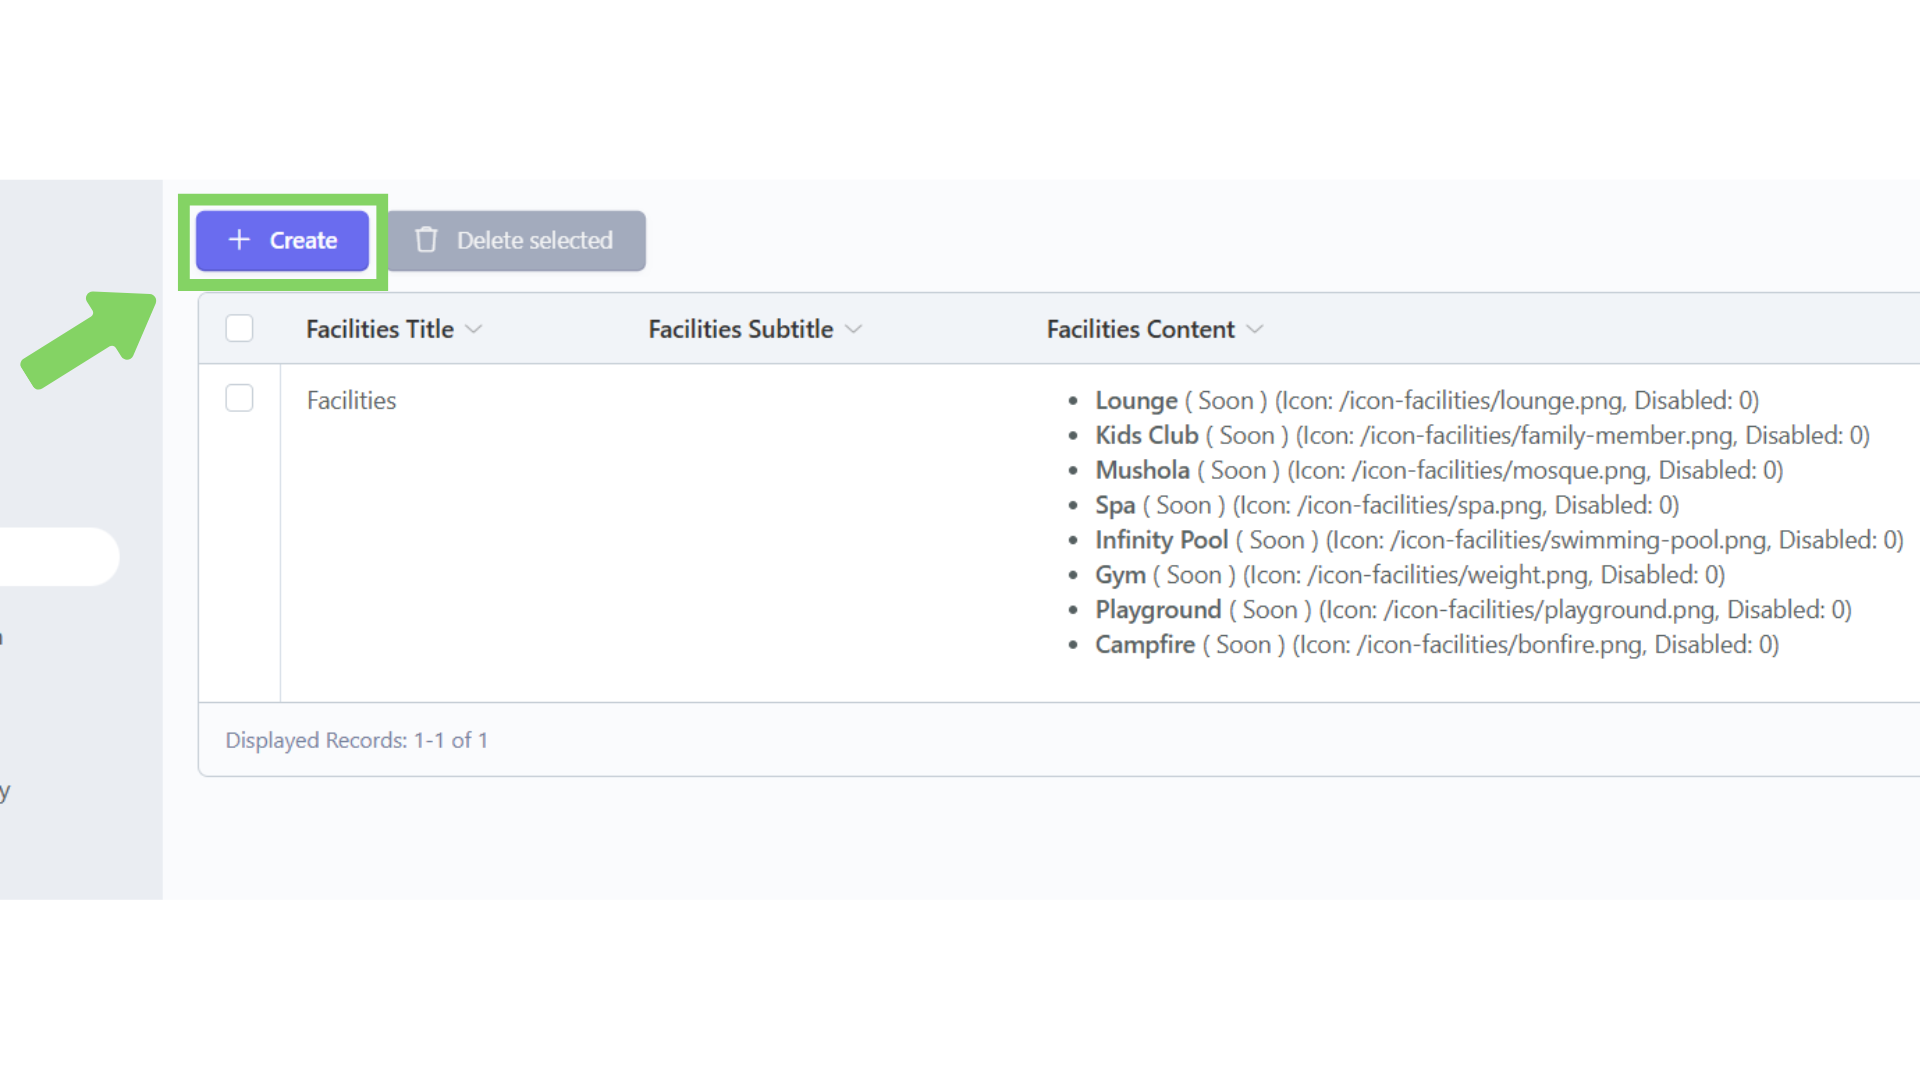 Create
Delete selected
Facilities Title
Facilities Subtitle
Facilities Content
Facilities
Lounge ( Soon ) (Icon: /icon-facilities/lounge.png, Disabled: 0)
Kids Club ( Soon ) (Icon: /icon-facilities/family-member.png, Disabled: 0)
Mushola ( Soon ) (Icon: /icon-facilities/mosque.png, Disabled: 0)
Spa ( Soon ) (Icon: /icon-facilities/spa.png, Disabled: 0)
Infinity Pool ( Soon ) (Icon: /icon-facilities/swimming-pool.png, Disabled: 0)
Gym ( Soon ) (Icon: /icon-facilities/weight.png, Disabled: 0)
Playground ( Soon ) (Icon: /icon-facilities/playground.png, Disabled: 0)
Campfire ( Soon ) (Icon: /icon-facilities/bonfire.png, Disabled: 0)
y
Displayed Records: 1-1 of 1